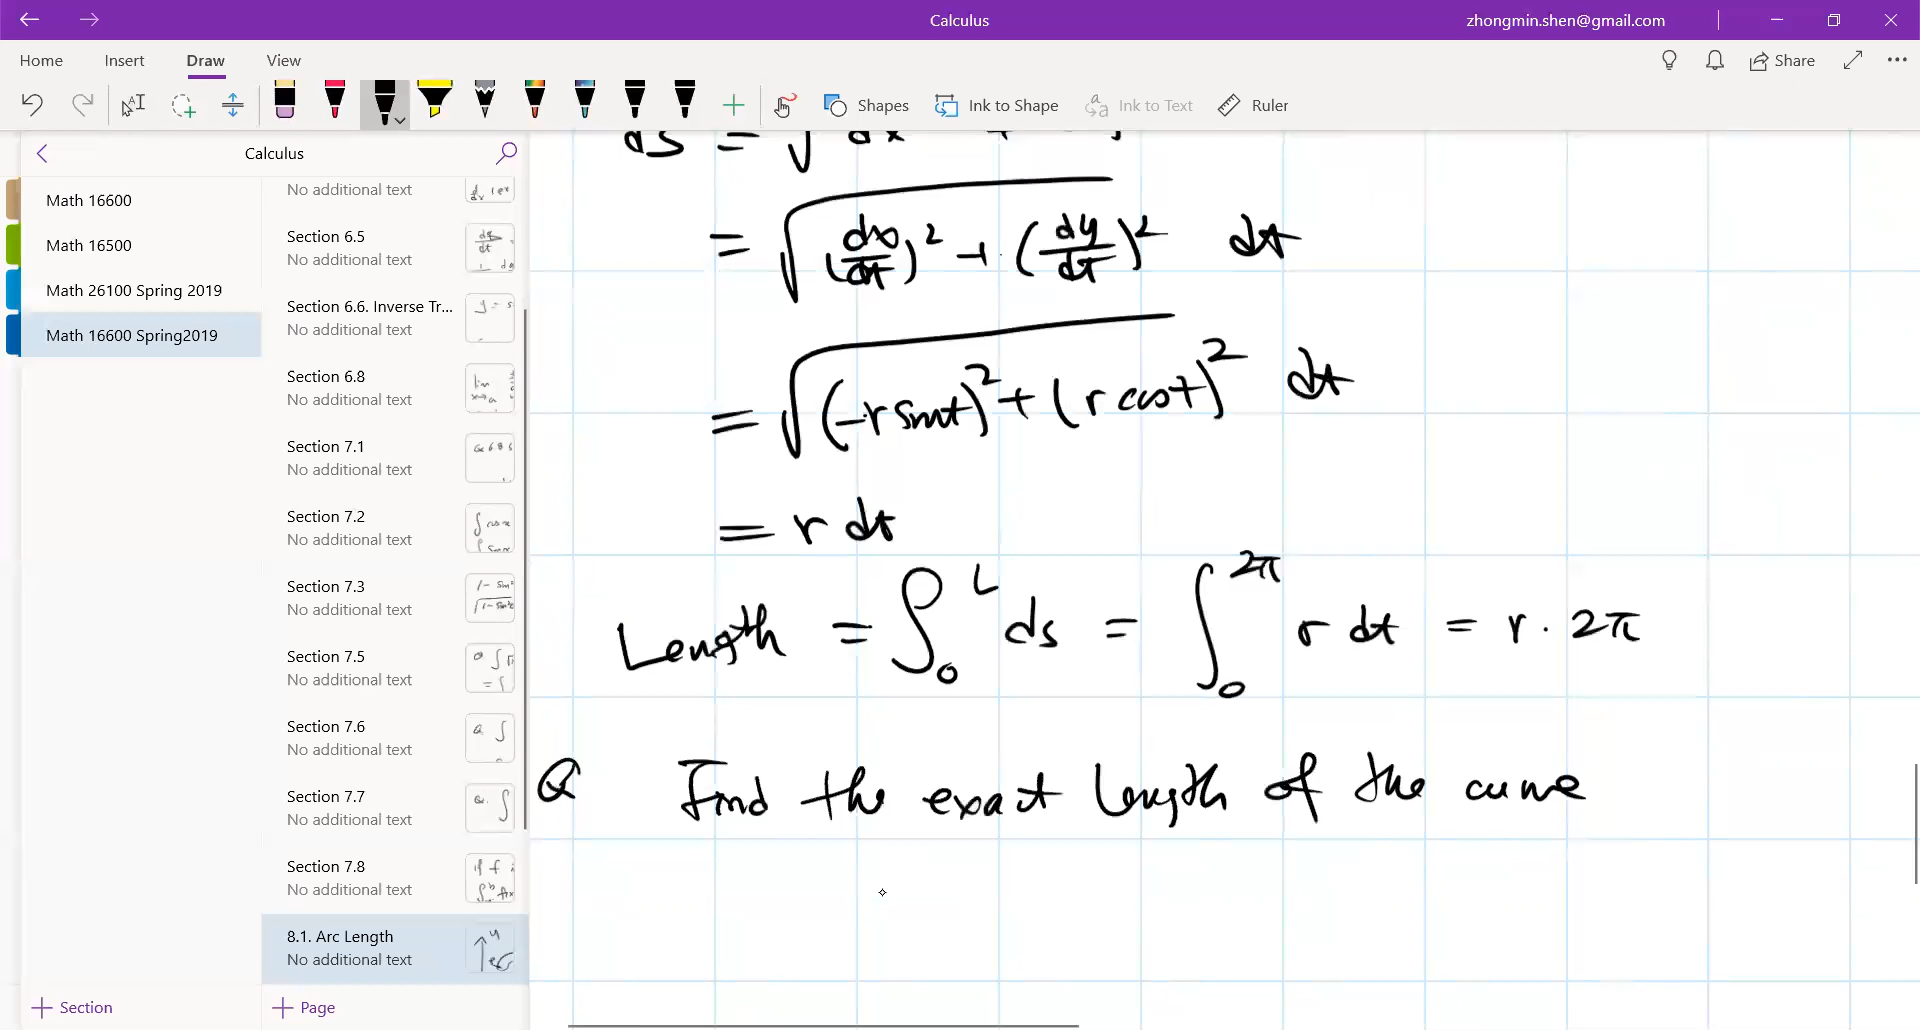 Calculus
zhongmin.shen@gmail.com
Home Insert Draw View
Share
Shapes Ink to Shape Ink to Text Ruler
Calculus
Math 16600
Math 16500
Math 26100 Spring 2019
Math 16600 Spring2019
No additional text
Section 6.5
No additional text
Section 6.6. Inverse Tr...
No additional text
Section 6.8
No additional text
Section 7.1
No additional text
Section 7.2
No additional text
Section 7.3
No additional text
Section 7.5
No additional text
Section 7.6
No additional text
Section 7.7
No additional text
Section 7.8
No additional text
8.1. Arc Length
No additional text
+ Section
+ Page
ds = √ dx +
= √((dx/dt)² + (dy/dt)²) dt
= √((-r sint)² + (r cost)²) dt
= r dt
Length = ∫₀^L ds = ∫₀^2π r dt = r · 2π
Q Find the exact length of the curve